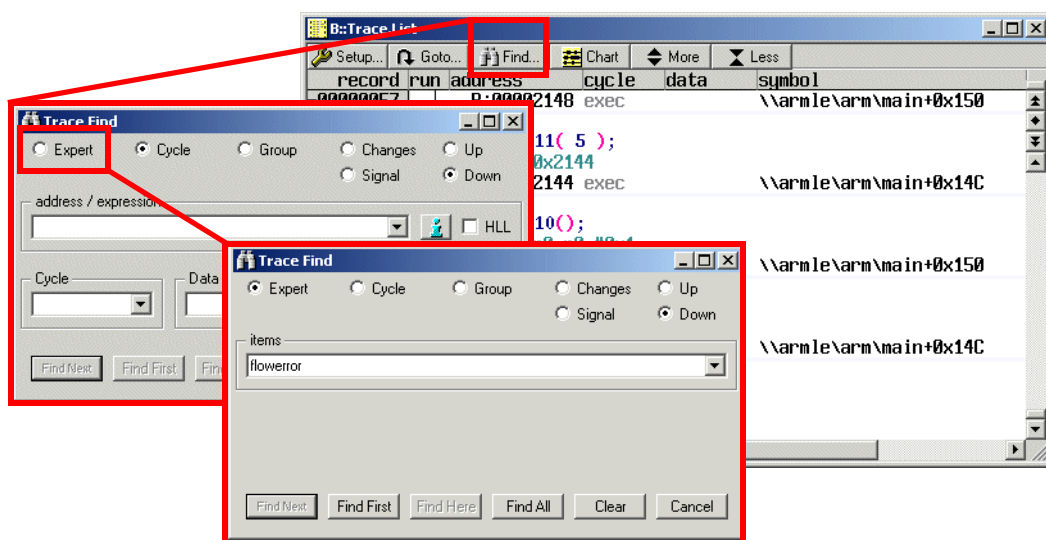 B::Trace.List
Setup... Goto... Find... Chart More Less
record run address cycle data symbol
2148 exec \\armle\arm\main+0x150
11( 5 );
0x2144
2144 exec \\armle\arm\main+0x14C
10();
\\armle\arm\main+0x150
\\armle\arm\main+0x14C
Trace Find
Expert Cycle Group Changes Up
Signal Down
address / expression
HLL
Cycle Data
Find Next Find First
Trace Find
Expert Cycle Group Changes Up
Signal Down
items
flowerror
Find Next Find First Find Here Find All Clear Cancel